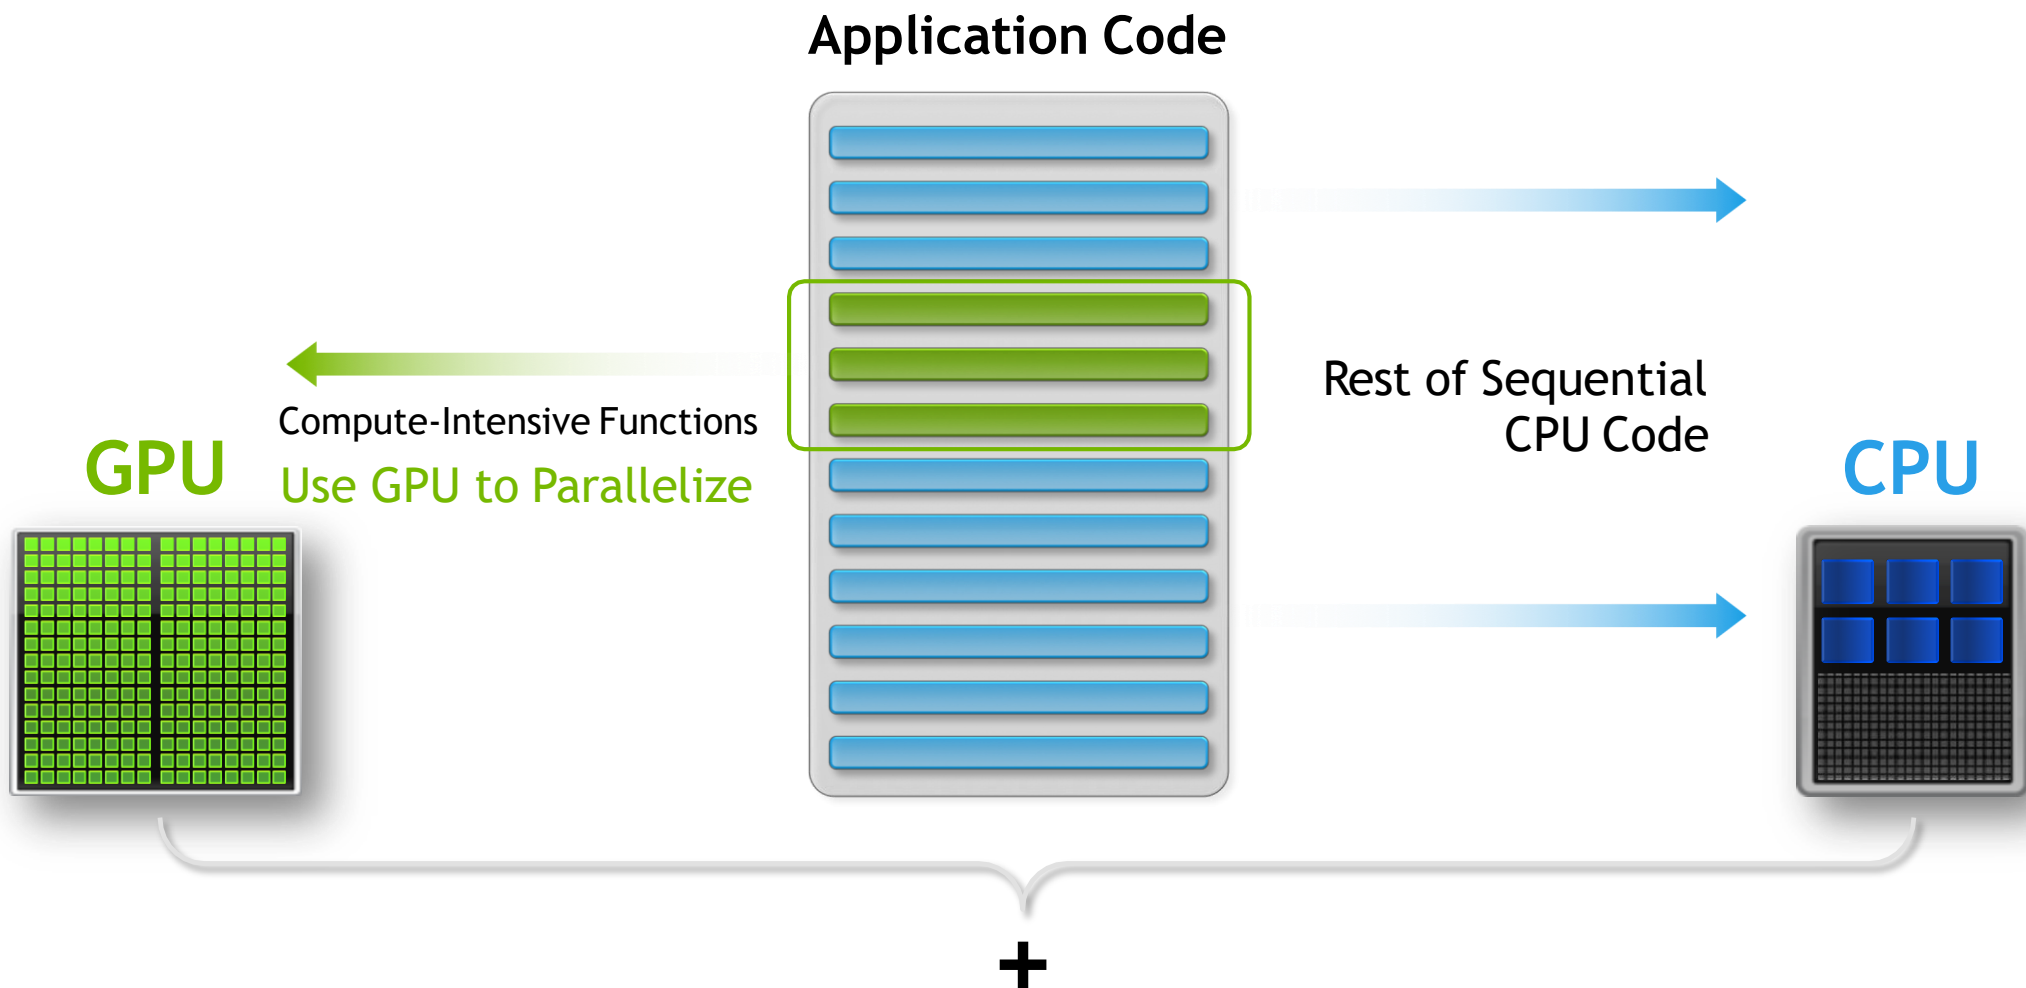 Application Code
Compute-Intensive Functions
Use GPU to Parallelize
GPU
Rest of Sequential
CPU Code
CPU
+